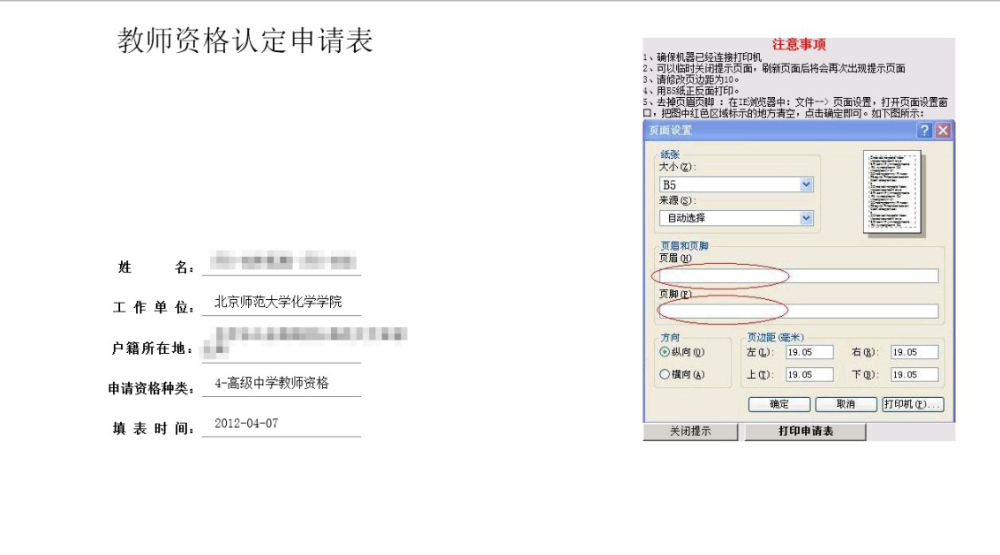 教师资格认定申请表
姓 名：
工 作 单 位： 北京师范大学化学学院
户籍所在地：
申请资格种类： 4-高级中学教师资格
填 表 时 间： 2012-04-07
注意事项
1、确保机器已经连接打印机
2、可以临时关闭提示页面，刷新页面后将会再次出现提示页面
3、请修改页边距为10。
4、用B5纸正反面打印。
5、去掉页眉页脚 ：在IE浏览器中：文件--> 页面设置，打开页面设置窗
口，把图中红色区域标示的地方清空，点击确定即可。如下图所示：
页面设置
纸张
大小(Z)：
B5
来源(S)：
自动选择
页眉和页脚
页眉(H)
页脚(F)
方向
纵向(O)
横向(A)
页边距(毫米)
左(L)： 19.05 右(R)： 19.05
上(T)： 19.05 下(B)： 19.05
确定 取消 打印机(P)...
关闭提示 打印申请表